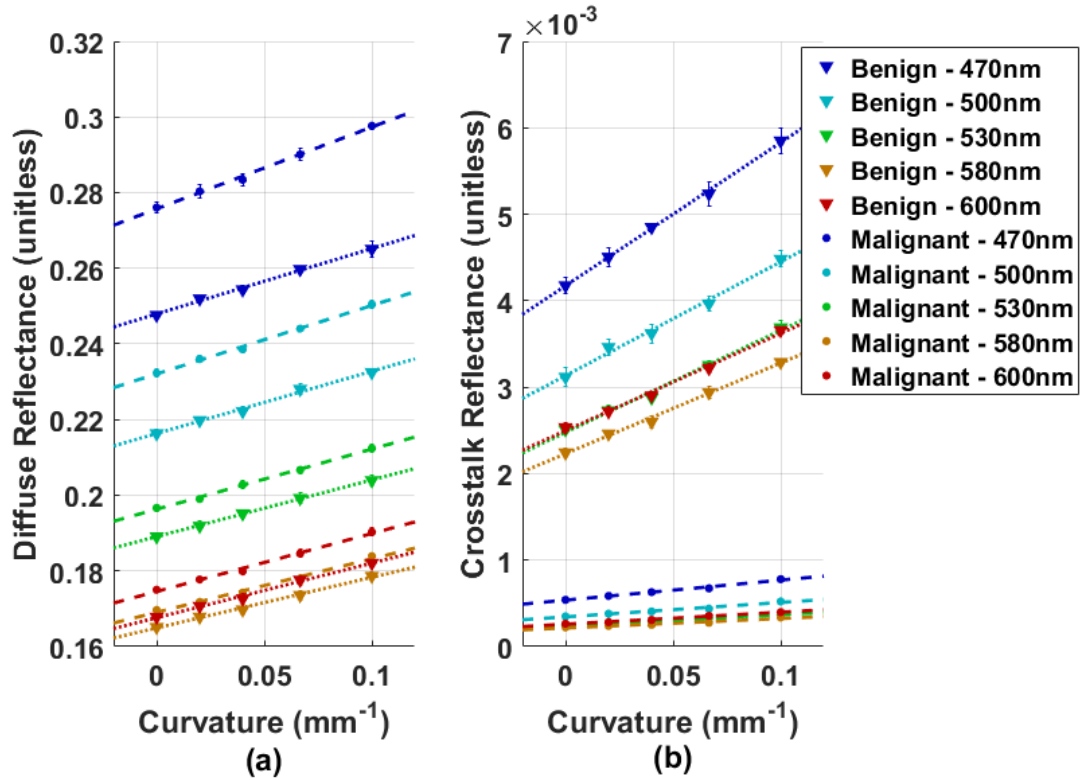 0.32
0.3
0.28
0.26
0.24
0.22
0.2
0.18
0.16
Diffuse Reflectance (unitless)
0 0.05 0.1
Curvature (mm⁻¹)
(a)
×10⁻³
7
6
5
4
3
2
1
0
Crosstalk Reflectance (unitless)
0 0.05 0.1
Curvature (mm⁻¹)
(b)
Benign - 470nm
Benign - 500nm
Benign - 530nm
Benign - 580nm
Benign - 600nm
Malignant - 470nm
Malignant - 500nm
Malignant - 530nm
Malignant - 580nm
Malignant - 600nm